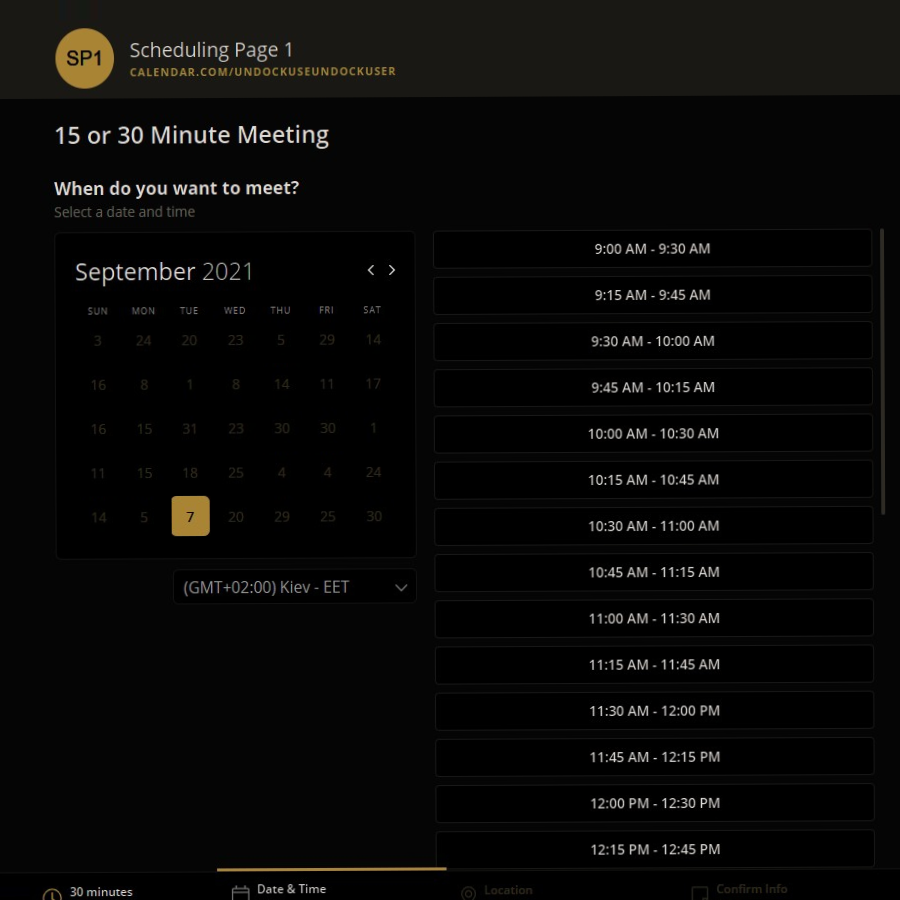 SP1
Scheduling Page 1
CALENDAR.COM/UNDOCKUSEUNDOCKUSER
15 or 30 Minute Meeting
When do you want to meet?
Select a date and time
September 2021
SUN MON TUE WED THU FRI SAT
3 24 20 23 5 29 14
16 8 1 8 14 11 17
16 15 31 23 30 30 1
11 15 18 25 4 4 24
14 5 7 20 29 25 30
(GMT+02:00) Kiev - EET
9:00 AM - 9:30 AM
9:15 AM - 9:45 AM
9:30 AM - 10:00 AM
9:45 AM - 10:15 AM
10:00 AM - 10:30 AM
10:15 AM - 10:45 AM
10:30 AM - 11:00 AM
10:45 AM - 11:15 AM
11:00 AM - 11:30 AM
11:15 AM - 11:45 AM
11:30 AM - 12:00 PM
11:45 AM - 12:15 PM
12:00 PM - 12:30 PM
12:15 PM - 12:45 PM
30 minutes
Date & Time
Location
Confirm Info